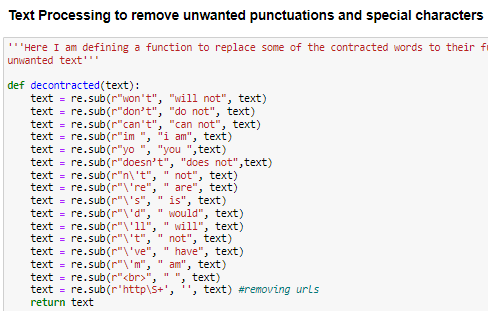 Text Processing to remove unwanted punctuations and special characters
'''Here I am defining a function to replace some of the contracted words to their
unwanted text'''
def decontracted(text):
text = re.sub(r"won't", "will not", text)
text = re.sub(r"don’t", "do not", text)
text = re.sub(r"can't", "can not", text)
text = re.sub(r"im ", "i am", text)
text = re.sub(r"yo ", "you ",text)
text = re.sub(r"doesn’t", "does not",text)
text = re.sub(r"n\'t", " not", text)
text = re.sub(r"\'re", " are", text)
text = re.sub(r"\'s", " is", text)
text = re.sub(r"\'d", " would", text)
text = re.sub(r"\'ll", " will", text)
text = re.sub(r"\'t", " not", text)
text = re.sub(r"\'ve", " have", text)
text = re.sub(r"\'m", " am", text)
text = re.sub(r"<br>", " ", text)
text = re.sub(r'http\S+', '', text) #removing urls
return text